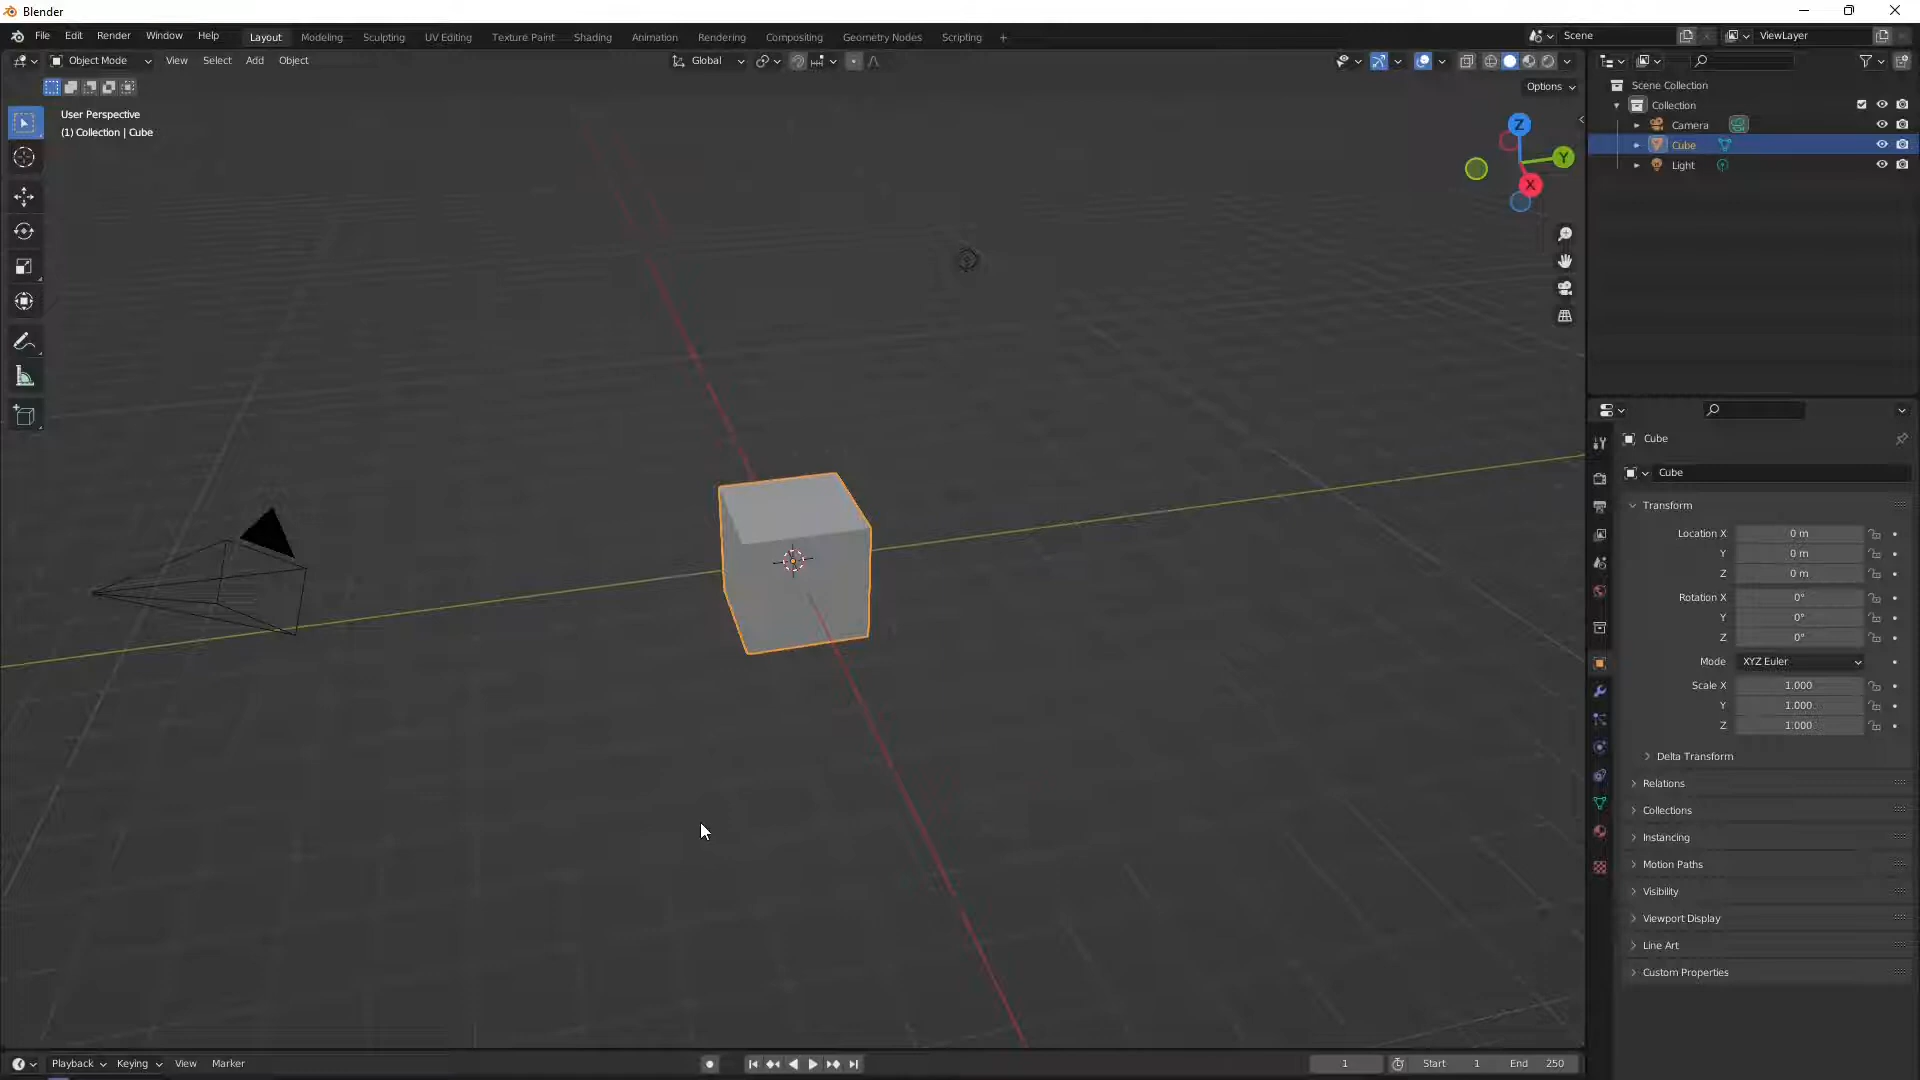 Blender
File Edit Render Window Help Layout Modeling Sculpting UV Editing Texture Paint Shading Animation Rendering Compositing Geometry Nodes Scripting + Scene ViewLayer
Object Mode View Select Add Object Global
Options
User Perspective
(1) Collection | Cube
Z
Y
X
Scene Collection
Collection
Camera
Cube
Light
Cube
Cube
Transform
Location X 0 m
Y 0 m
Z 0 m
Rotation X 0°
Y 0°
Z 0°
Mode XYZ Euler
Scale X 1.000
Y 1.000
Z 1.000
Delta Transform
Relations
Collections
Instancing
Motion Paths
Visibility
Viewport Display
Line Art
Custom Properties
Playback Keying View Marker 1 Start 1 End 250